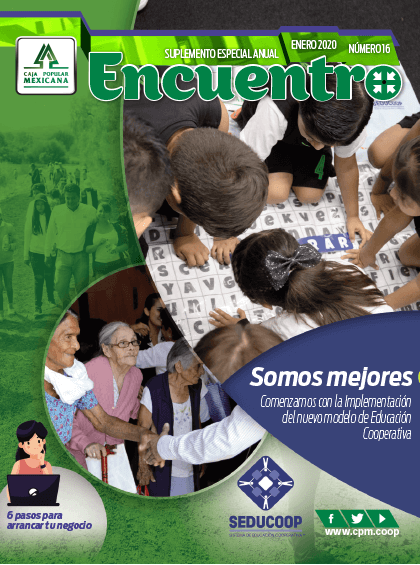 ENERO 2020
NÚMERO 16
SUPLEMENTO ESPECIAL ANUAL
Encuentro
CAJA POPULAR
MEXICANA
Somos mejores
Comenzamos con la Implementación
del nuevo modelo de Educación
Cooperativa
6 pasos para
arrancar tu negocio
SEDUCOOP
www.cpm.coop